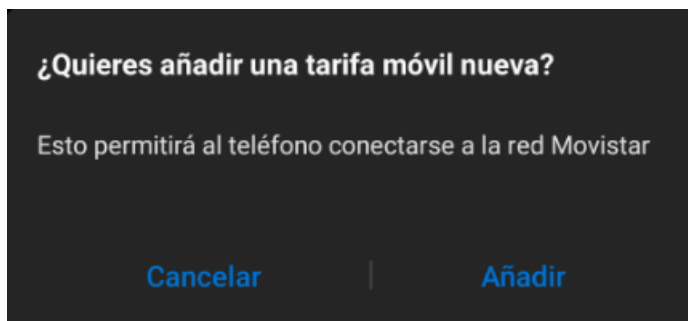 ¿Quieres añadir una tarifa móvil nueva?
Esto permitirá al teléfono conectarse a la red Movistar
Cancelar
Añadir